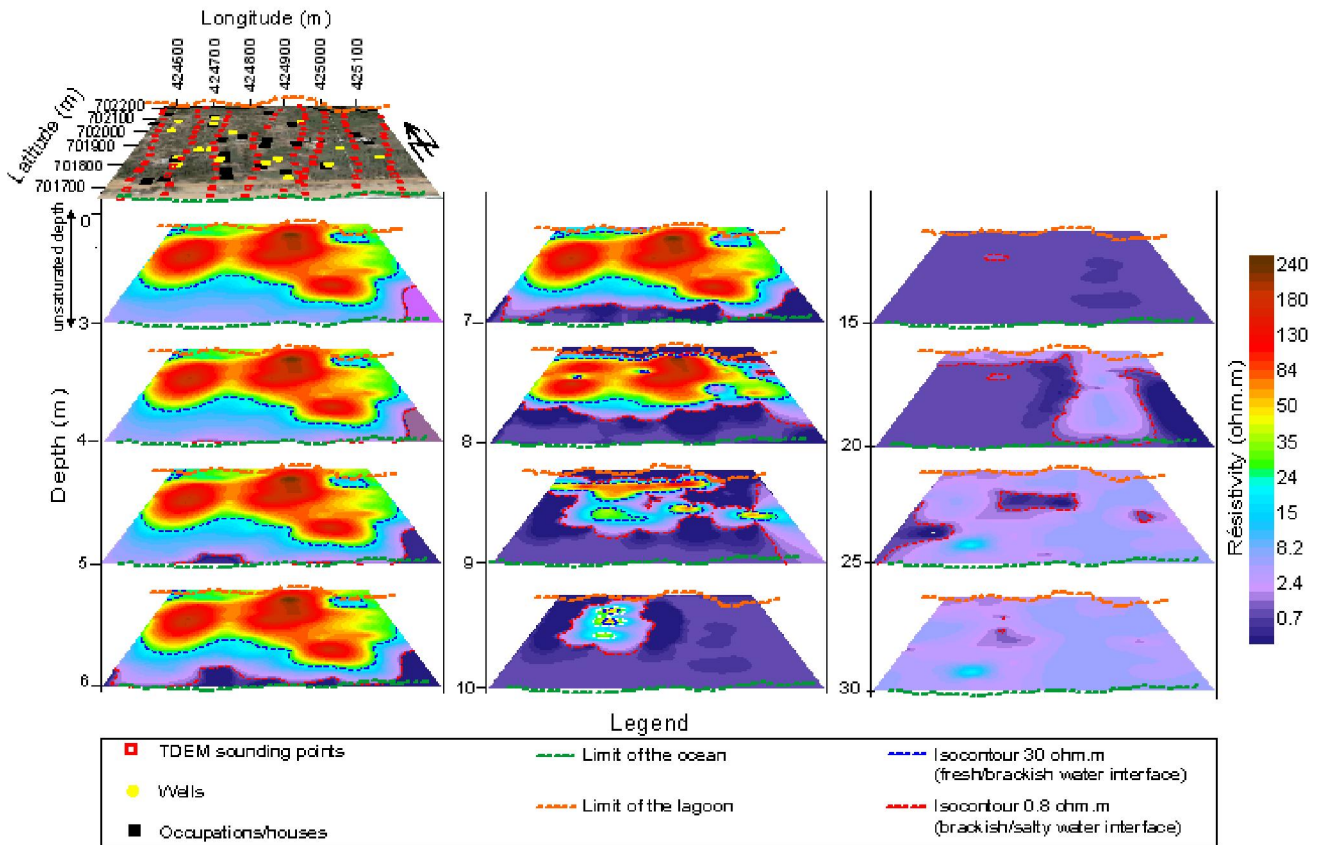 Longitude (m)
424600
424700
424800
424900
425000
425100
Latitude (m)
702200
702100
702000
701900
701800
701700
N
unsaturated depth
Depth (m)
0
3
4
5
6
7
8
9
10
15
20
25
30
Résistivity (ohm.m)
240
180
130
84
50
35
24
15
8.2
2.4
0.7
Legend
TDEM sounding points
Wells
Occupations/houses
Limit of the ocean
Limit of the lagoon
Isocontour 30 ohm.m
(fresh/brackish water interface)
Isocontour 0.8 ohm.m
(brackish/salty water interface)